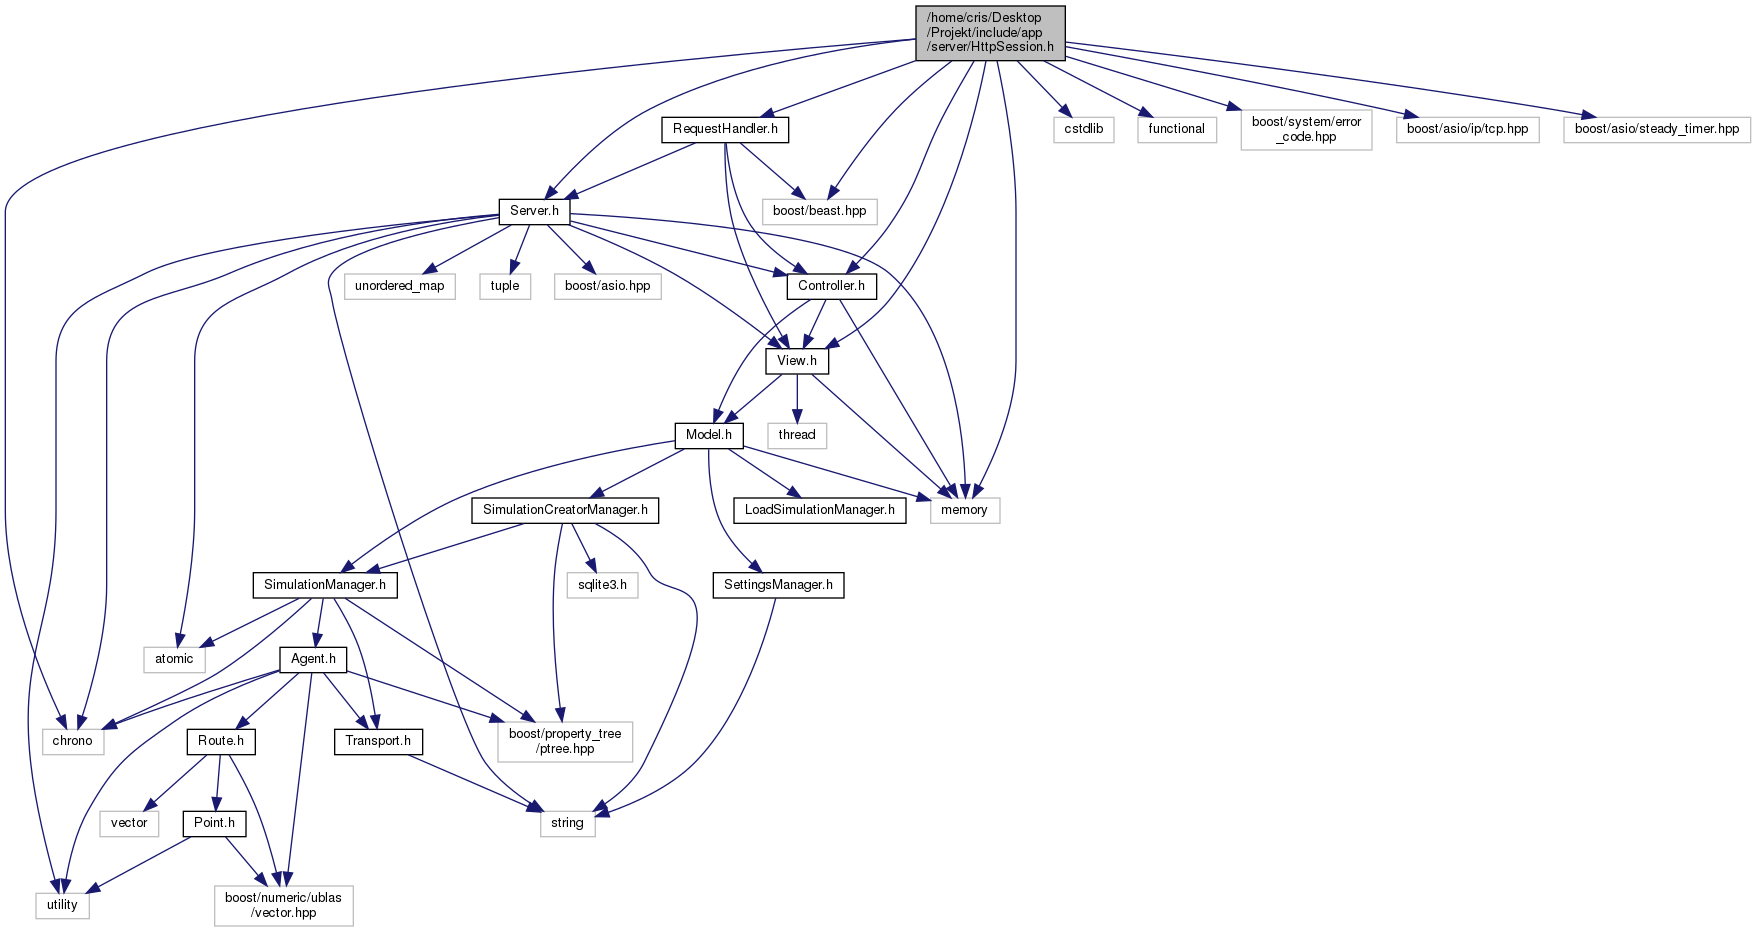 /home/cris/Desktop
/Projekt/include/app
/server/HttpSession.h
RequestHandler.h
cstdlib
functional
boost/system/error
_code.hpp
boost/asio/ip/tcp.hpp
boost/asio/steady_timer.hpp
Server.h
boost/beast.hpp
unordered_map
tuple
boost/asio.hpp
Controller.h
View.h
Model.h
thread
SimulationCreatorManager.h
LoadSimulationManager.h
memory
SimulationManager.h
sqlite3.h
SettingsManager.h
atomic
Agent.h
chrono
Route.h
Transport.h
boost/property_tree
/ptree.hpp
vector
Point.h
string
utility
boost/numeric/ublas
/vector.hpp